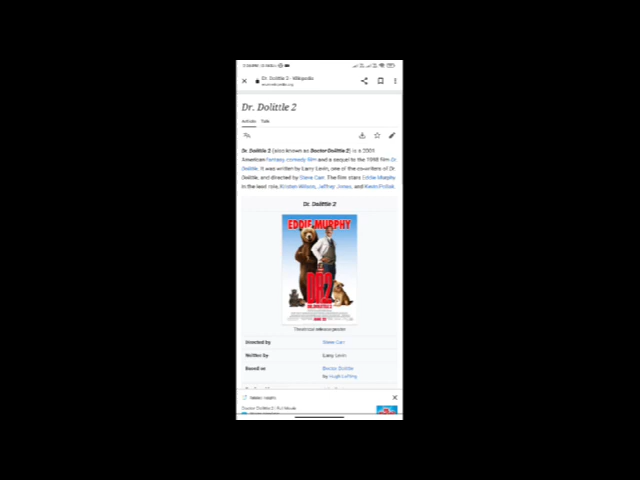 Dr. Dolittle 2 - Wikipedia
Dr. Dolittle 2
Article Talk
Dr. Dolittle 2 (also known as Doctor Dolittle 2) is a 2001
American fantasy comedy film and a sequel to the 1998 film Dr.
Dolittle. It was written by Larry Levin, one of the co-writers of Dr.
Dolittle, and directed by Steve Carr. The film stars Eddie Murphy
in the lead role, Kristen Wilson, Jeffrey Jones, and Kevin Pollak.
Dr. Dolittle 2
EDDIE MURPHY
DR2
Theatrical release poster
Directed by Steve Carr
Written by Larry Levin
Based on Doctor Dolittle
by Hugh Lofting